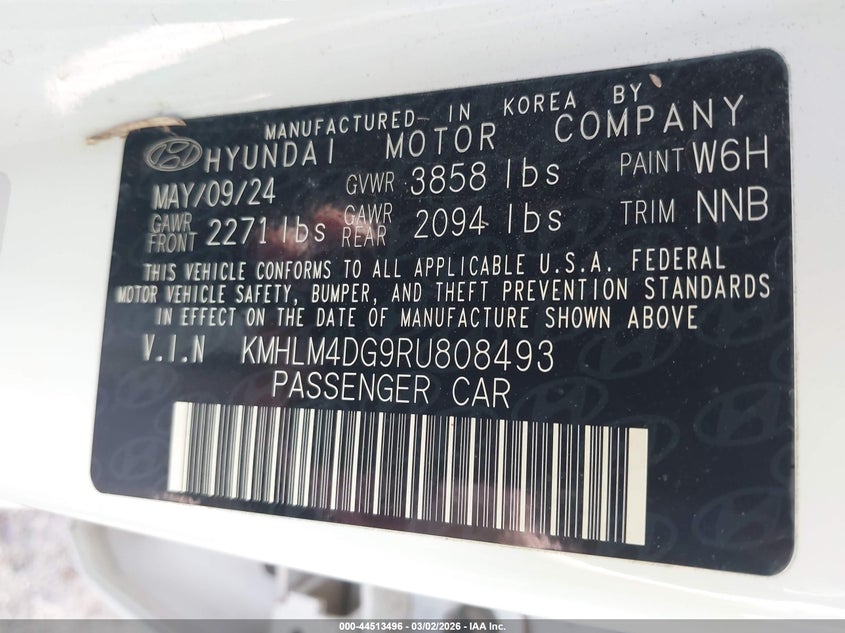 MANUFACTURED IN KOREA BY
HYUNDAI MOTOR COMPANY
MAY/09/24 GVWR 3858 lbs PAINT W6H
GAWR FRONT 2271 lbs GAWR REAR 2094 lbs TRIM NNB
THIS VEHICLE CONFORMS TO ALL APPLICABLE U.S.A. FEDERAL
MOTOR VEHICLE SAFETY, BUMPER, AND THEFT PREVENTION STANDARDS
IN EFFECT ON THE DATE OF MANUFACTURE SHOWN ABOVE
V.I.N KMHLM4DG9RU808493
PASSENGER CAR
000-44513496 - 03/02/2026 - IAA Inc.